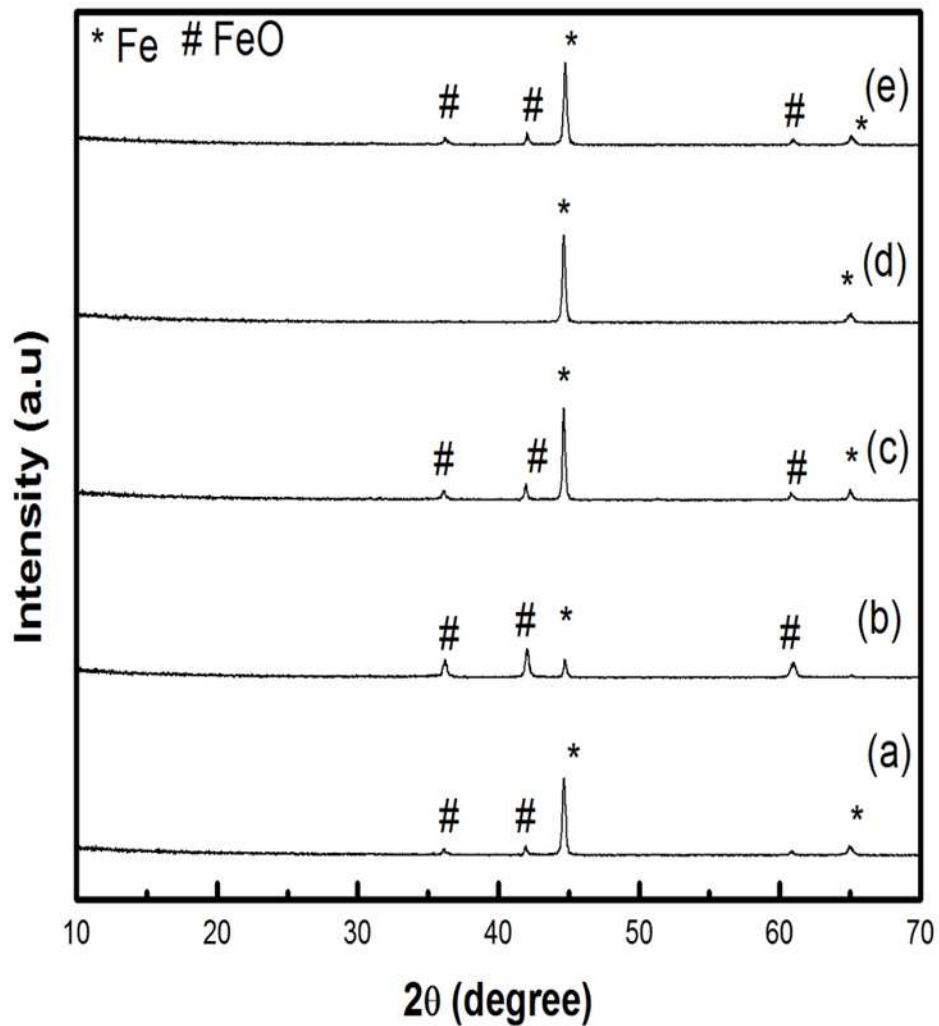 * Fe # FeO
* (e)
# # # *
* (d)
*
* (c)
# # # *
* (b)
# # #
* (a)
# # *
Intensity (a.u)
10 20 30 40 50 60 70
2θ (degree)